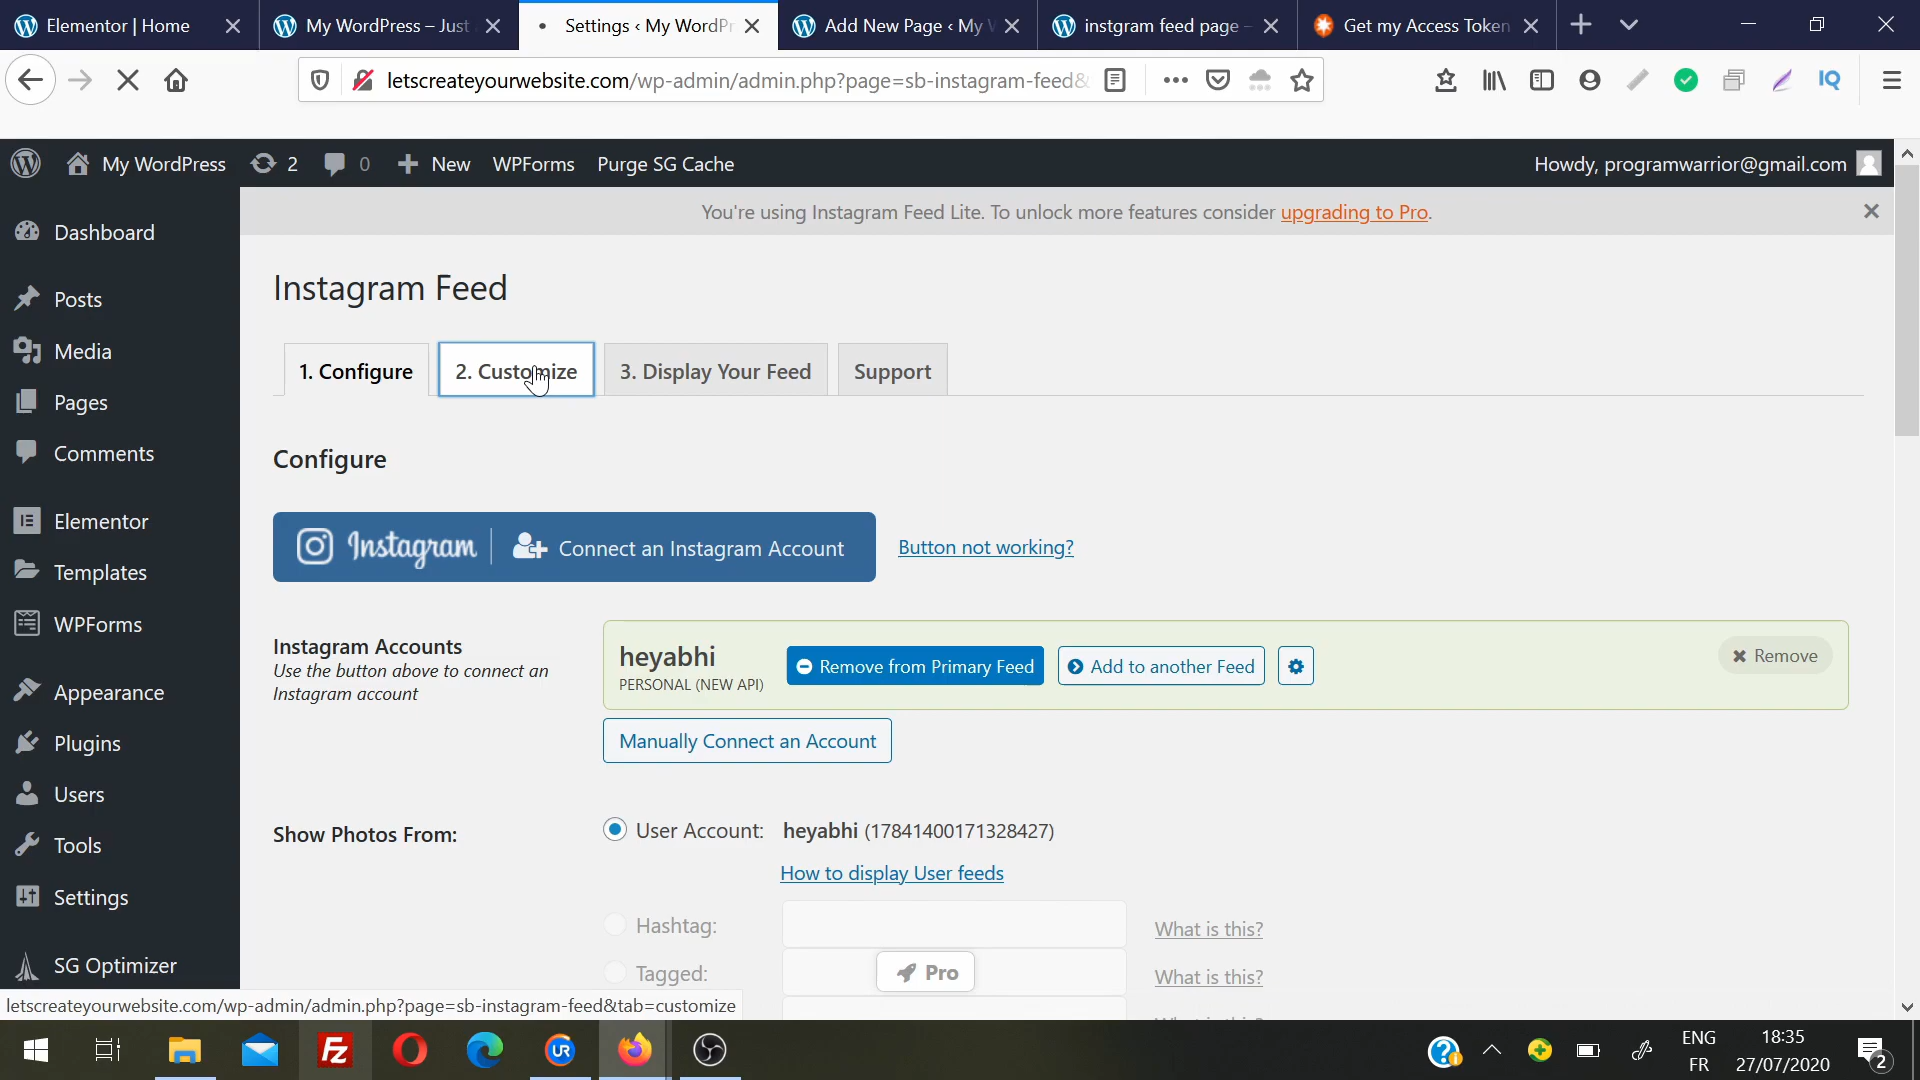 Elementor | Home
My WordPress – Just
Settings ‹ My WordPr
Add New Page ‹ My W
instgram feed page –
Get my Access Token
letscreateyourwebsite.com/wp-admin/admin.php?page=sb-instagram-feed&
IQ
My WordPress
2
0
New
WPForms
Purge SG Cache
Howdy, programwarrior@gmail.com
You're using Instagram Feed Lite. To unlock more features consider upgrading to Pro.
Dashboard
Posts
Media
Pages
Comments
Elementor
Templates
WPForms
Appearance
Plugins
Users
Tools
Settings
SG Optimizer
Instagram Feed
1. Configure
2. Customize
3. Display Your Feed
Support
Configure
Instagram
Connect an Instagram Account
Button not working?
Instagram Accounts
Use the button above to connect an
Instagram account
heyabhi
PERSONAL (NEW API)
Remove from Primary Feed
Add to another Feed
Remove
Manually Connect an Account
Show Photos From:
User Account:
heyabhi (17841400171328427)
How to display User feeds
Hashtag:
What is this?
Tagged:
Pro
What is this?
letscreateyourwebsite.com/wp-admin/admin.php?page=sb-instagram-feed&tab=customize
Fz
UR
ENG
FR
18:35
27/07/2020
2